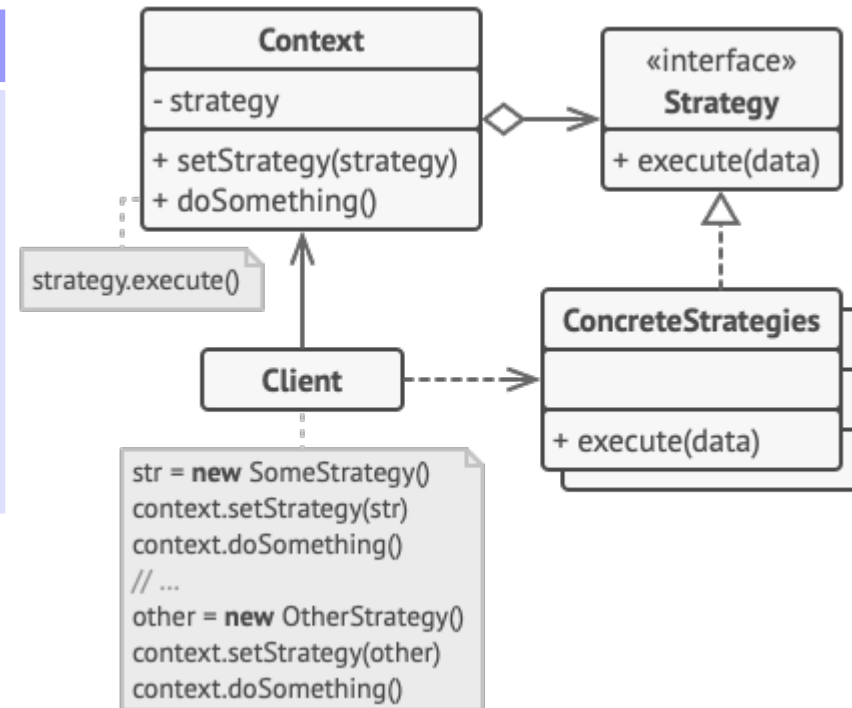 Context
- strategy
+ setStrategy(strategy)
+ doSomething()
«interface»
Strategy
+ execute(data)
strategy.execute()
ConcreteStrategies
+ execute(data)
Client
str = new SomeStrategy()
context.setStrategy(str)
context.doSomething()
// ...
other = new OtherStrategy()
context.setStrategy(other)
context.doSomething()